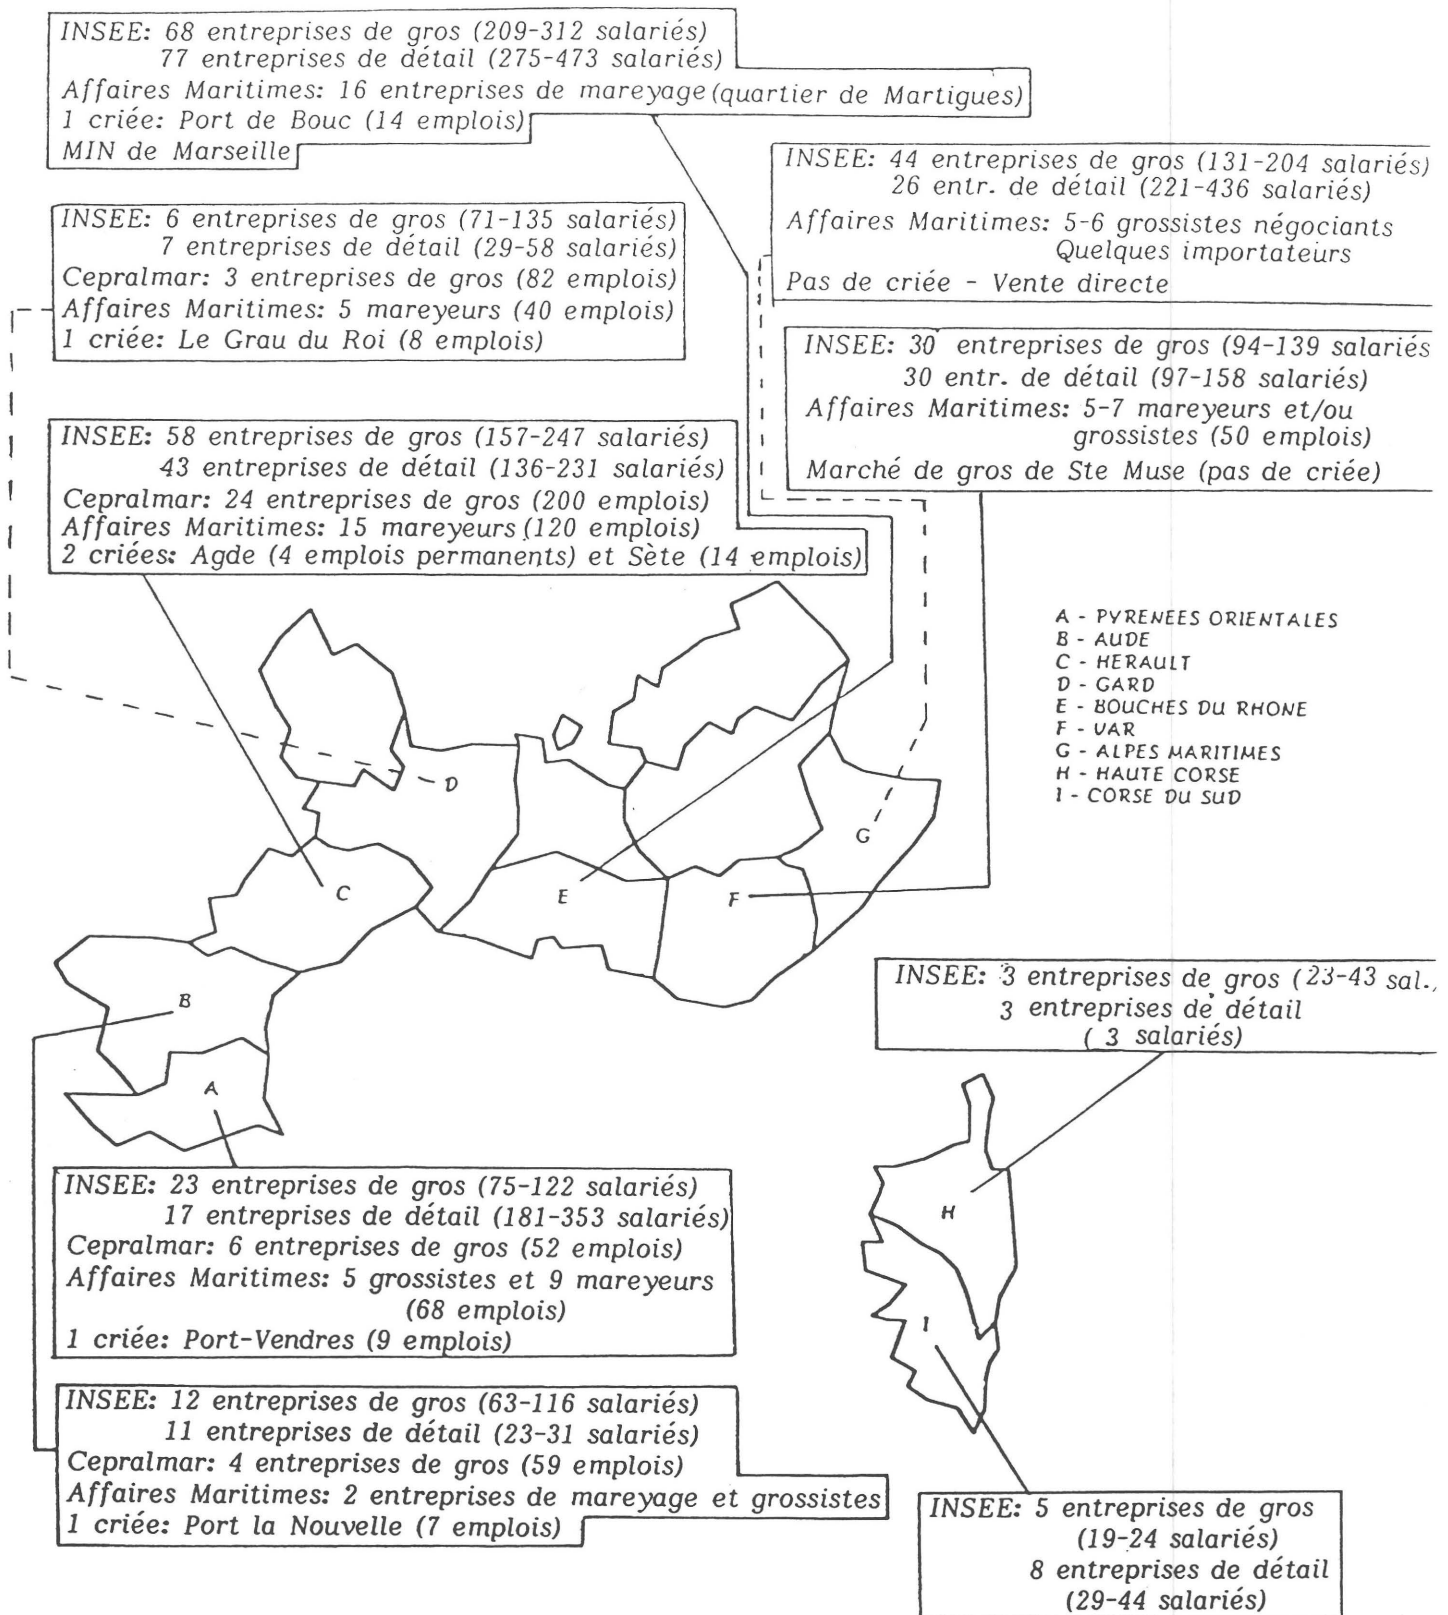 INSEE: 68 entreprises de gros (209-312 salariés)
77 entreprises de détail (275-473 salariés)
Affaires Maritimes: 16 entreprises de mareyage (quartier de Martigues)
1 criée: Port de Bouc (14 emplois)
MIN de Marseille
INSEE: 44 entreprises de gros (131-204 salariés)
26 entr. de détail (221-436 salariés)
Affaires Maritimes: 5-6 grossistes négociants
Quelques importateurs
Pas de criée - Vente directe
INSEE: 6 entreprises de gros (71-135 salariés)
7 entreprises de détail (29-58 salariés)
Cepralmar: 3 entreprises de gros (82 emplois)
Affaires Maritimes: 5 mareyeurs (40 emplois)
1 criée: Le Grau du Roi (8 emplois)
INSEE: 30 entreprises de gros (94-139 salariés
30 entr. de détail (97-158 salariés)
Affaires Maritimes: 5-7 mareyeurs et/ou
grossistes (50 emplois)
Marché de gros de Ste Muse (pas de criée)
INSEE: 58 entreprises de gros (157-247 salariés)
43 entreprises de détail (136-231 salariés)
Cepralmar: 24 entreprises de gros (200 emplois)
Affaires Maritimes: 15 mareyeurs (120 emplois)
2 criées: Agde (4 emplois permanents) et Sète (14 emplois)
A - PYRENEES ORIENTALES
B - AUDE
C - HERAULT
D - GARD
E - BOUCHES DU RHONE
F - VAR
G - ALPES MARITIMES
H - HAUTE CORSE
I - CORSE DU SUD
D
G
C
E
F
B
A
INSEE: 3 entreprises de gros (23-43 sal.,
3 entreprises de détail
( 3 salariés)
H
I
INSEE: 23 entreprises de gros (75-122 salariés)
17 entreprises de détail (181-353 salariés)
Cepralmar: 6 entreprises de gros (52 emplois)
Affaires Maritimes: 5 grossistes et 9 mareyeurs
(68 emplois)
1 criée: Port-Vendres (9 emplois)
INSEE: 12 entreprises de gros (63-116 salariés)
11 entreprises de détail (23-31 salariés)
Cepralmar: 4 entreprises de gros (59 emplois)
Affaires Maritimes: 2 entreprises de mareyage et grossistes
1 criée: Port la Nouvelle (7 emplois)
INSEE: 5 entreprises de gros
(19-24 salariés)
8 entreprises de détail
(29-44 salariés)